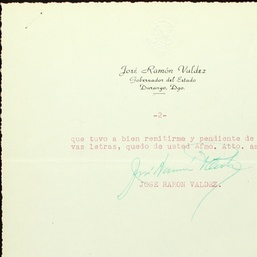 José Ramón Valdez
Gobernador del Estado
Durango, Dgo.
-2-
que tuvo a bien remitirme y pendiente de
vas letras, quedo de usted Afmo. Atto. 
JOSE RAMON VALDEZ.